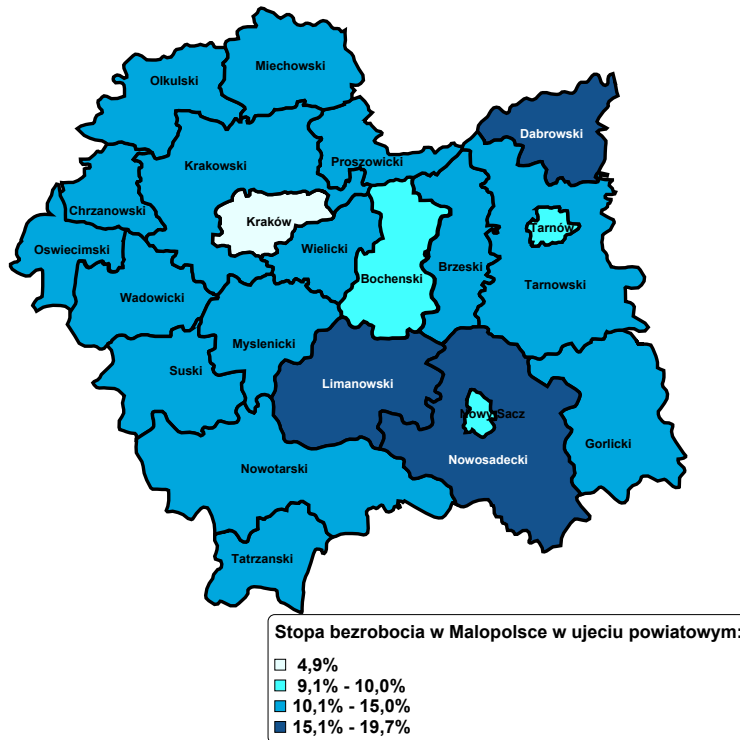 Miechowski
Olkulski
Dabrowski
Proszowicki
Krakowski
Chrzanowski
Kraków
Tarnów
Oswiecimski
Wielicki
Bochenski
Brzeski
Tarnowski
Wadowicki
Myslenicki
Suski
Limanowski
Nowy Sacz
Gorlicki
Nowosadecki
Nowotarski
Tatrzanski
Stopa bezrobocia w Malopolsce w ujeciu powiatowym:
4,9%
9,1% - 10,0%
10,1% - 15,0%
15,1% - 19,7%